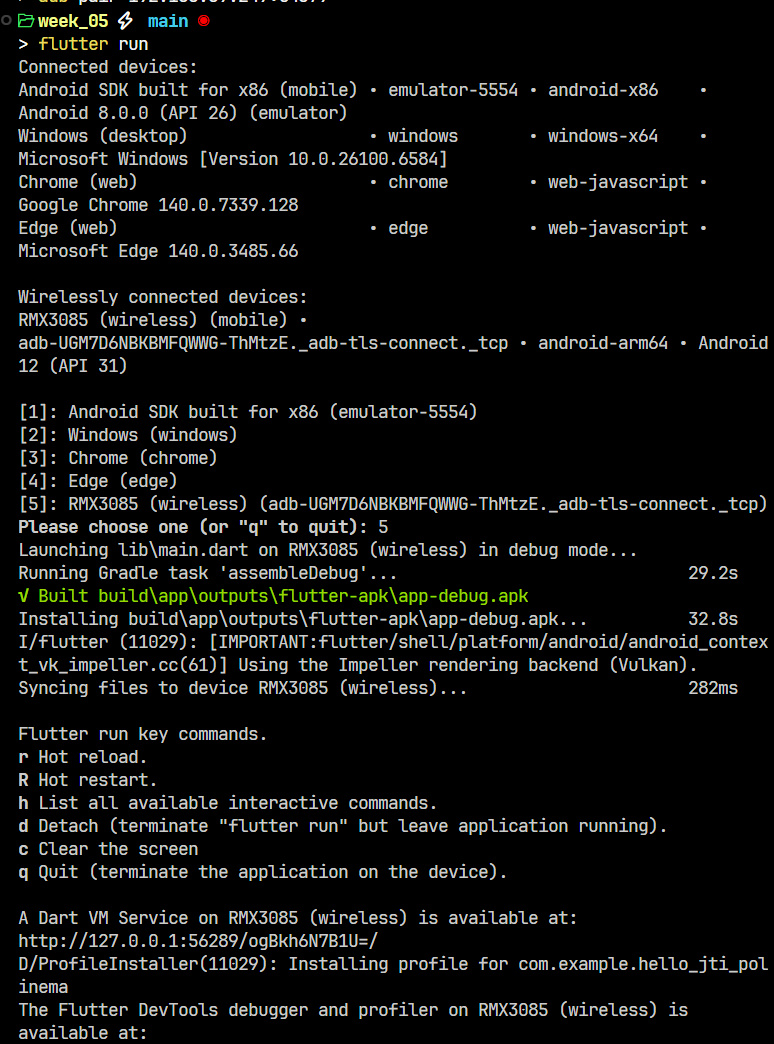 week_05 main
> flutter run
Connected devices:
Android SDK built for x86 (mobile) • emulator-5554 • android-x86 •
Android 8.0.0 (API 26) (emulator)
Windows (desktop) • windows • windows-x64 •
Microsoft Windows [Version 10.0.26100.6584]
Chrome (web) • chrome • web-javascript •
Google Chrome 140.0.7339.128
Edge (web) • edge • web-javascript •
Microsoft Edge 140.0.3485.66
Wirelessly connected devices:
RMX3085 (wireless) (mobile) •
adb-UGM7D6NBKBMFQWWG-ThMtzE._adb-tls-connect._tcp • android-arm64 • Android
12 (API 31)
[1]: Android SDK built for x86 (emulator-5554)
[2]: Windows (windows)
[3]: Chrome (chrome)
[4]: Edge (edge)
[5]: RMX3085 (wireless) (adb-UGM7D6NBKBMFQWWG-ThMtzE._adb-tls-connect._tcp)
Please choose one (or "q" to quit): 5
Launching lib\main.dart on RMX3085 (wireless) in debug mode...
Running Gradle task 'assembleDebug'... 29.2s
√ Built build\app\outputs\flutter-apk\app-debug.apk
Installing build\app\outputs\flutter-apk\app-debug.apk... 32.8s
I/flutter (11029): [IMPORTANT:flutter/shell/platform/android/android_contex
t_vk_impeller.cc(61)] Using the Impeller rendering backend (Vulkan).
Syncing files to device RMX3085 (wireless)... 282ms
Flutter run key commands.
r Hot reload.
R Hot restart.
h List all available interactive commands.
d Detach (terminate "flutter run" but leave application running).
c Clear the screen
q Quit (terminate the application on the device).
A Dart VM Service on RMX3085 (wireless) is available at:
http://127.0.0.1:56289/ogBkh6N7B1U=/
D/ProfileInstaller(11029): Installing profile for com.example.hello_jti_pol
inema
The Flutter DevTools debugger and profiler on RMX3085 (wireless) is
available at: